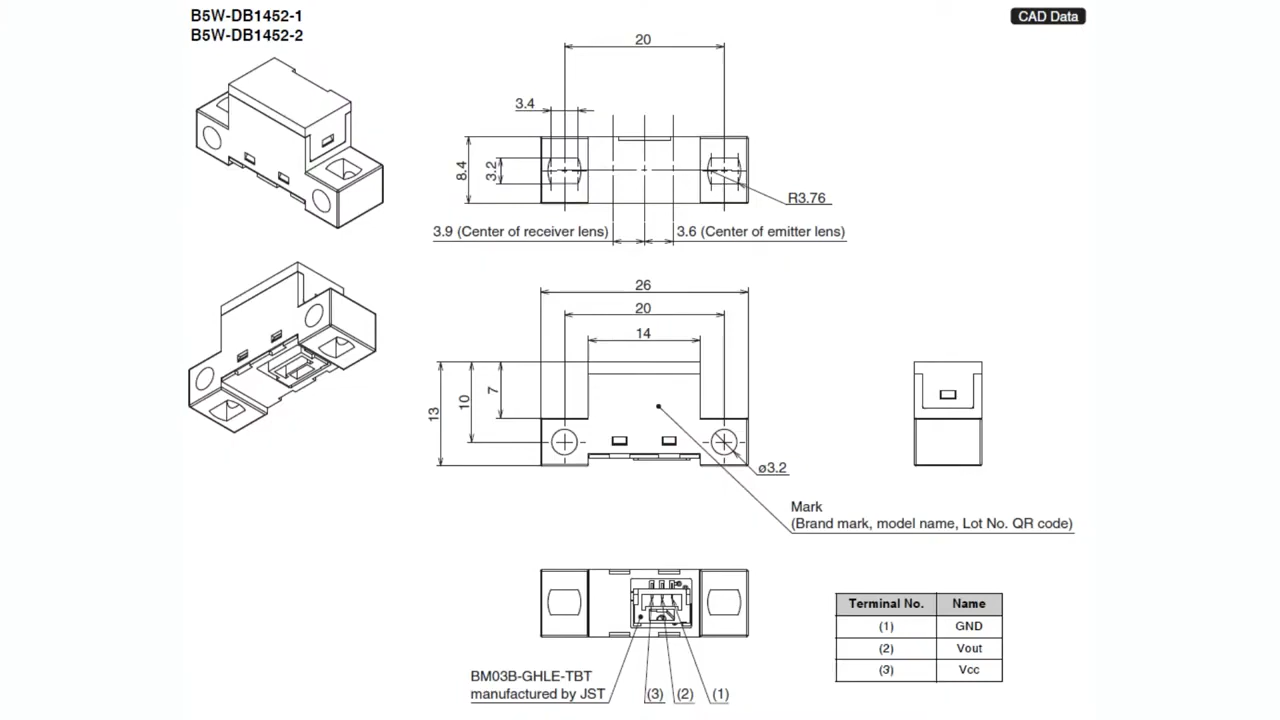 B5W-DB1452-1
B5W-DB1452-2
CAD Data
20
3.4
8.4
3.2
R3.76
3.9 (Center of receiver lens)
3.6 (Center of emitter lens)
26
20
14
13
10
7
ø3.2
Mark
(Brand mark, model name, Lot No. QR code)
BM03B-GHLE-TBT
manufactured by JST
(3) (2) (1)
Terminal No. Name
(1) GND
(2) Vout
(3) Vcc